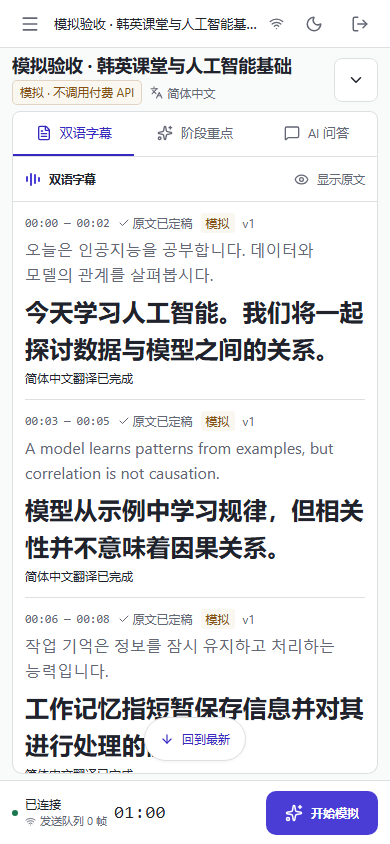 模拟验收 · 韩英课堂与人工智能基...
模拟验收 · 韩英课堂与人工智能基础
模拟 · 不调用付费 API 简体中文
双语字幕 阶段重点 AI 问答
双语字幕 显示原文
00:00 — 00:02 原文已定稿 模拟 v1
오늘은 인공지능을 공부합니다. 데이터와
모델의 관계를 살펴봅시다.
今天学习人工智能。我们将一起
探讨数据与模型之间的关系。
简体中文翻译已完成
00:03 — 00:05 原文已定稿 模拟 v1
A model learns patterns from examples, but
correlation is not causation.
模型从示例中学习规律，但相关
性并不意味着因果关系。
简体中文翻译已完成
00:06 — 00:08 原文已定稿 模拟 v1
作업 기억은 정보를 잠시 유지하고 처리하는
능력입니다.
工作记忆指短暂保存信息并对其
进行处理的
回到最新
简体中文翻译已完成
已连接
发送队列 0 帧
01:00
开始模拟